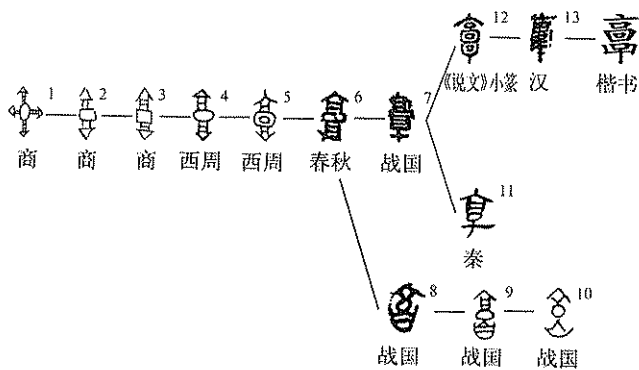 12 13
《说文》小篆 汉 楷书
1 2 3 4 5 6 7
商 商 商 西周 西周 春秋 战国
11
秦
8 9 10
战国 战国 战国